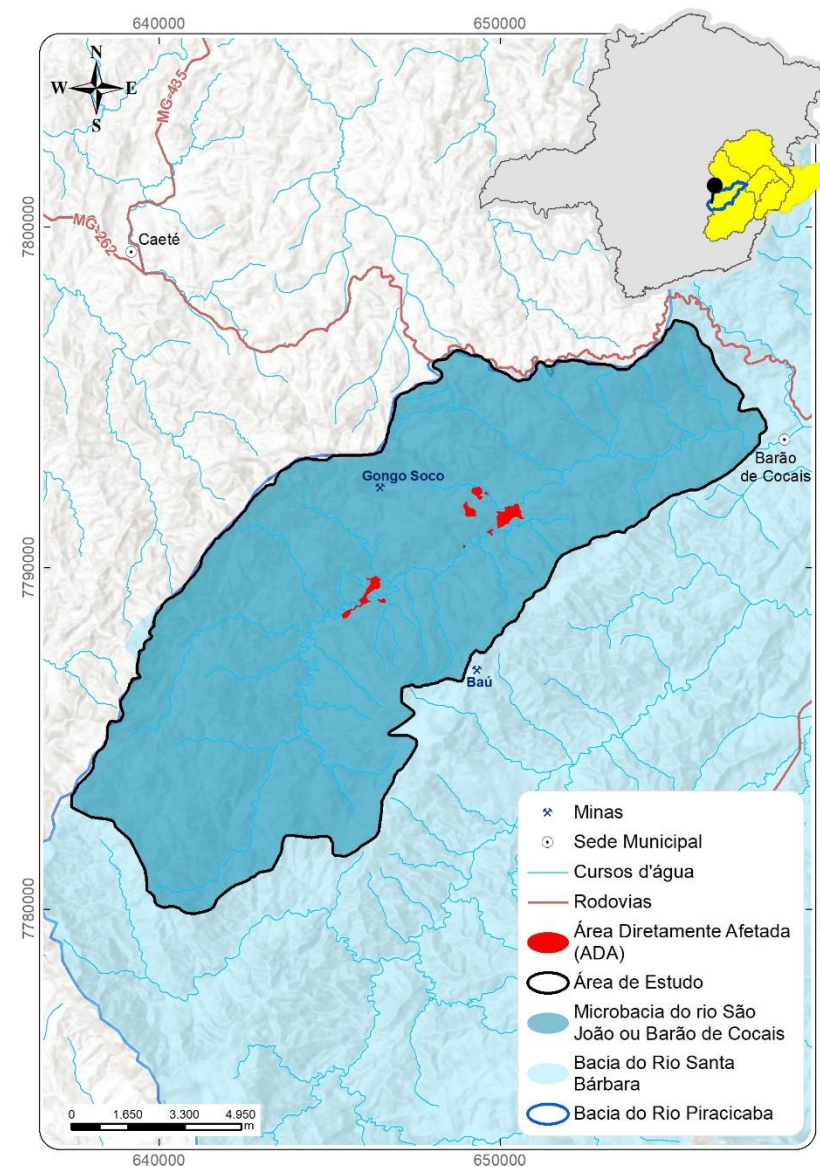 640000
650000
N
W
E
S
MG-435
7800000
MG-262
Caeté
Gongo Soco
Barão
de Cocais
7790000
Baú
7780000
Minas
Sede Municipal
Cursos d'água
Rodovias
Área Diretamente Afetada
(ADA)
Área de Estudo
Microbacia do rio São
João ou Barão de Cocais
Bacia do Rio Santa
Bárbara
Bacia do Rio Piracicaba
0 1.650 3.300 4.950
m
640000
650000